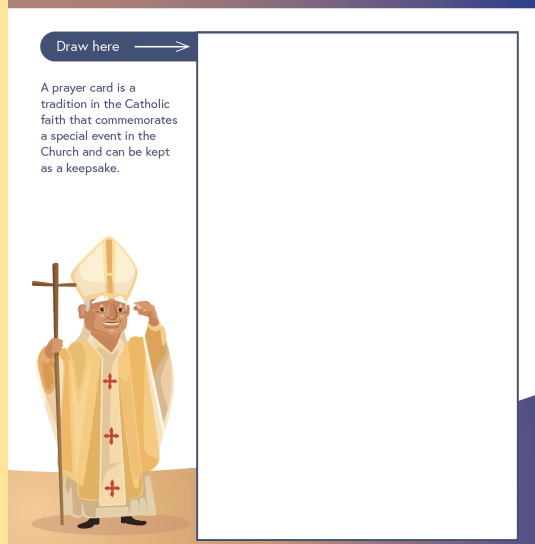 Draw here
A prayer card is a
tradition in the Catholic
faith that commemorates
a special event in the
Church and can be kept
as a keepsake.